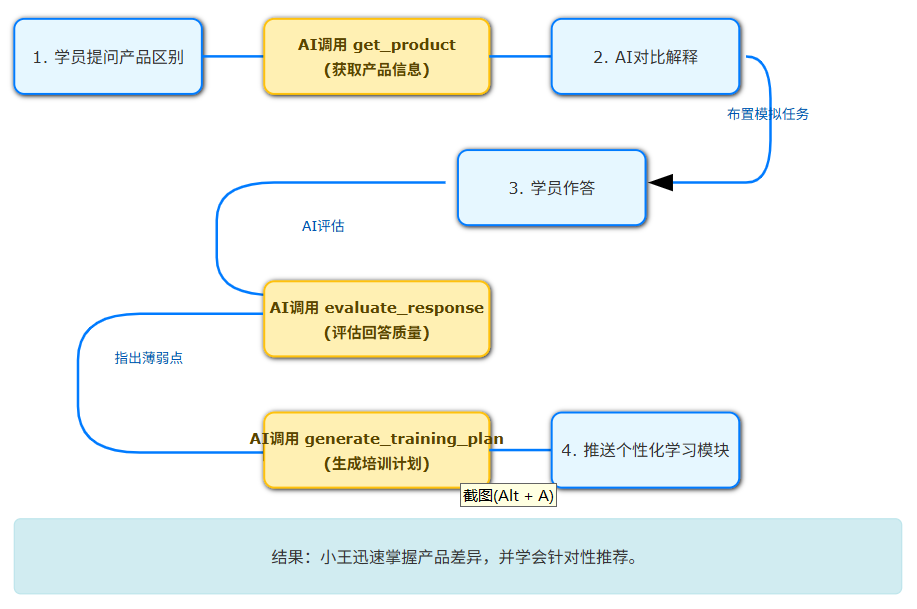 1. 学员提问产品区别
AI调用 get_product
(获取产品信息)
2. AI对比解释
布置模拟任务
3. 学员作答
AI评估
AI调用 evaluate_response
(评估回答质量)
指出薄弱点
AI调用 generate_training_plan
(生成培训计划)
4. 推送个性化学习模块
截图(Alt + A)
结果：小王迅速掌握产品差异，并学会针对性推荐。